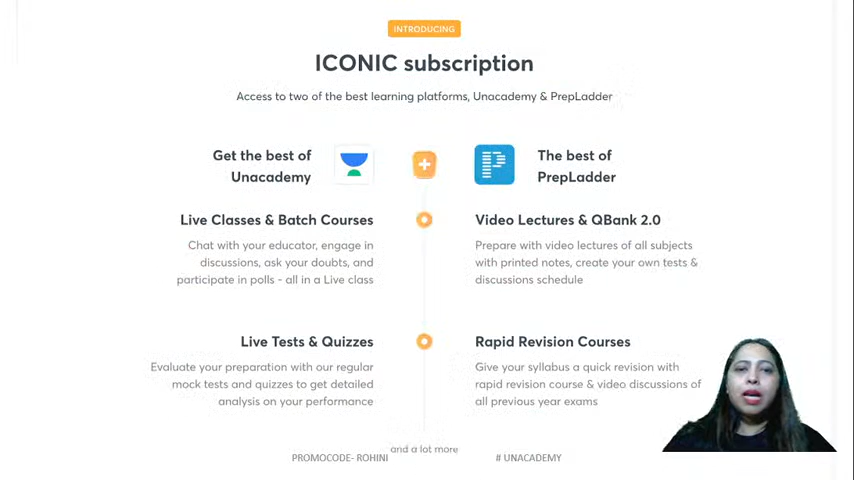 INTRODUCING
ICONIC subscription
Access to two of the best learning platforms, Unacademy & PrepLadder
Get the best of
Unacademy
The best of
PrepLadder
Live Classes & Batch Courses
Chat with your educator, engage in
discussions, ask your doubts, and
participate in polls - all in a Live class
Video Lectures & QBank 2.0
Prepare with video lectures of all subjects
with printed notes, create your own tests &
discussions schedule
Live Tests & Quizzes
Evaluate your preparation with our regular
mock tests and quizzes to get detailed
analysis on your performance
Rapid Revision Courses
Give your syllabus a quick revision with
rapid revision course & video discussions of
all previous year exams
and a lot more
PROMOCODE- ROHINI
# UNACADEMY